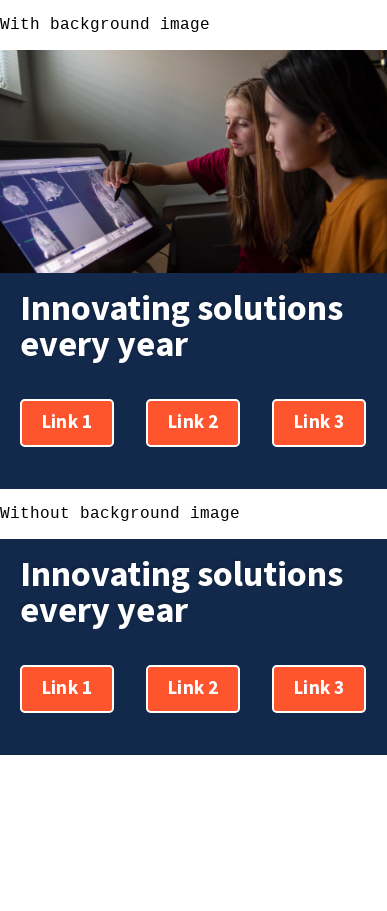 With background image
Innovating solutions
every year
Link 1
Link 2
Link 3
Without background image
Innovating solutions
every year
Link 1
Link 2
Link 3